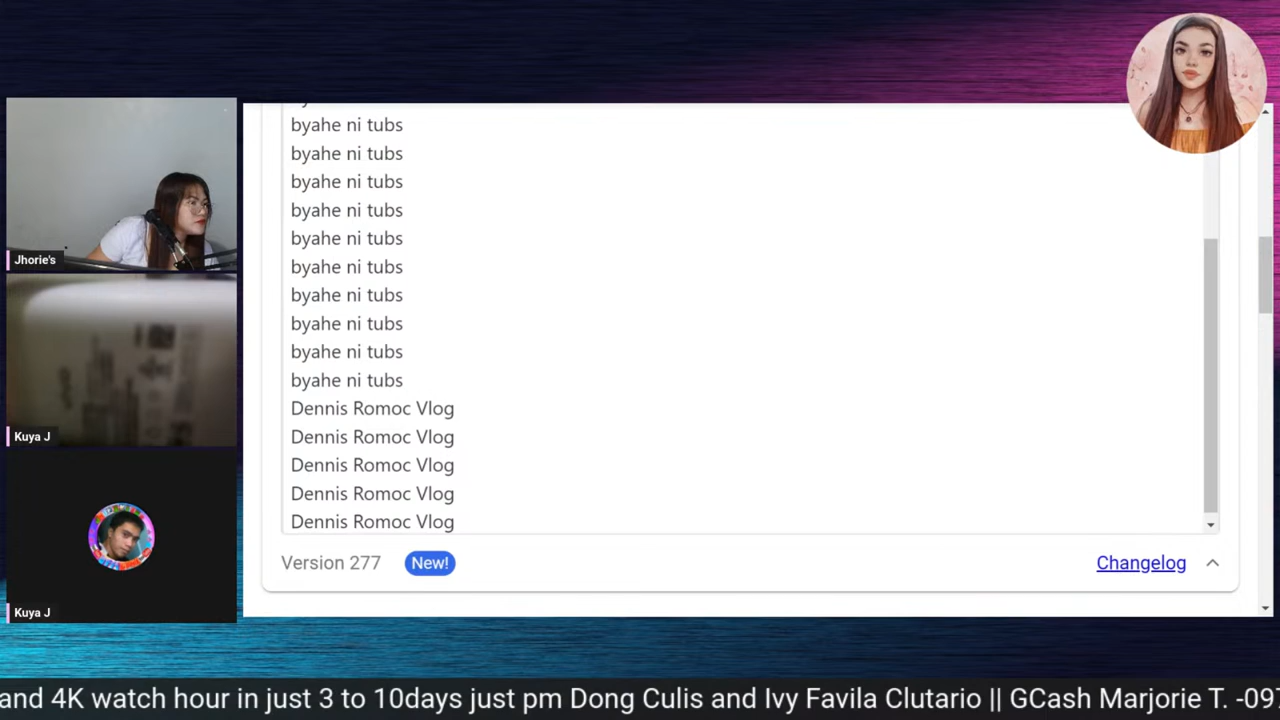 byahe ni tubs
byahe ni tubs
byahe ni tubs
byahe ni tubs
byahe ni tubs
byahe ni tubs
byahe ni tubs
byahe ni tubs
byahe ni tubs
byahe ni tubs
Dennis Romoc Vlog
Dennis Romoc Vlog
Dennis Romoc Vlog
Dennis Romoc Vlog
Dennis Romoc Vlog
Version 277 New! Changelog
Jhorie's
Kuya J
Kuya J
and 4K watch hour in just 3 to 10days just pm Dong Culis and Ivy Favila Clutario || GCash Marjorie T. -097